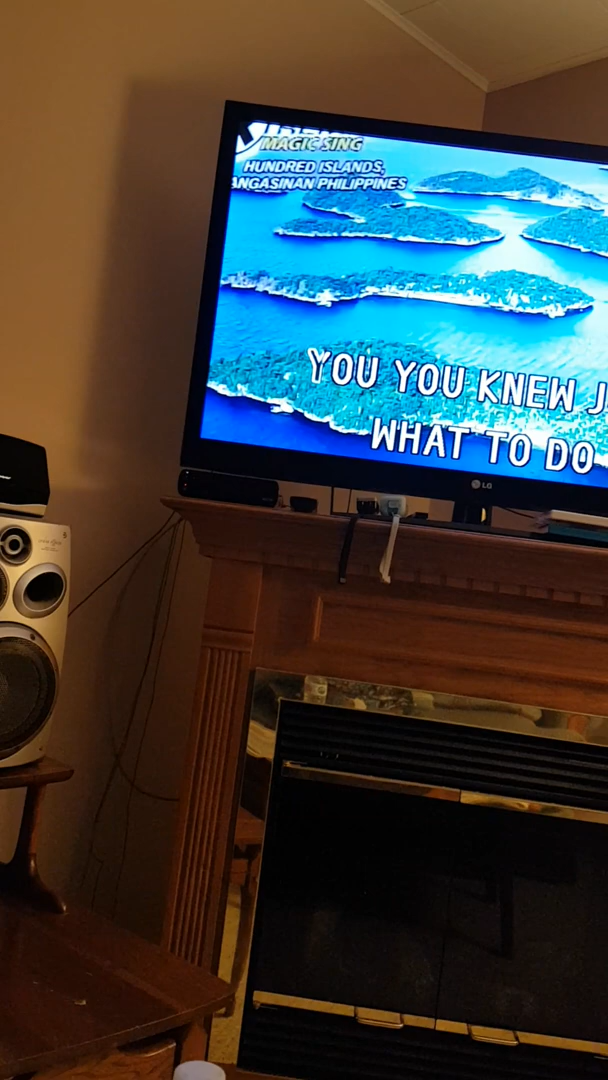 MAGIC SING
HUNDRED ISLANDS,
ANGASINAN PHILIPPINES
YOU YOU KNEW J
WHAT TO DO
LG